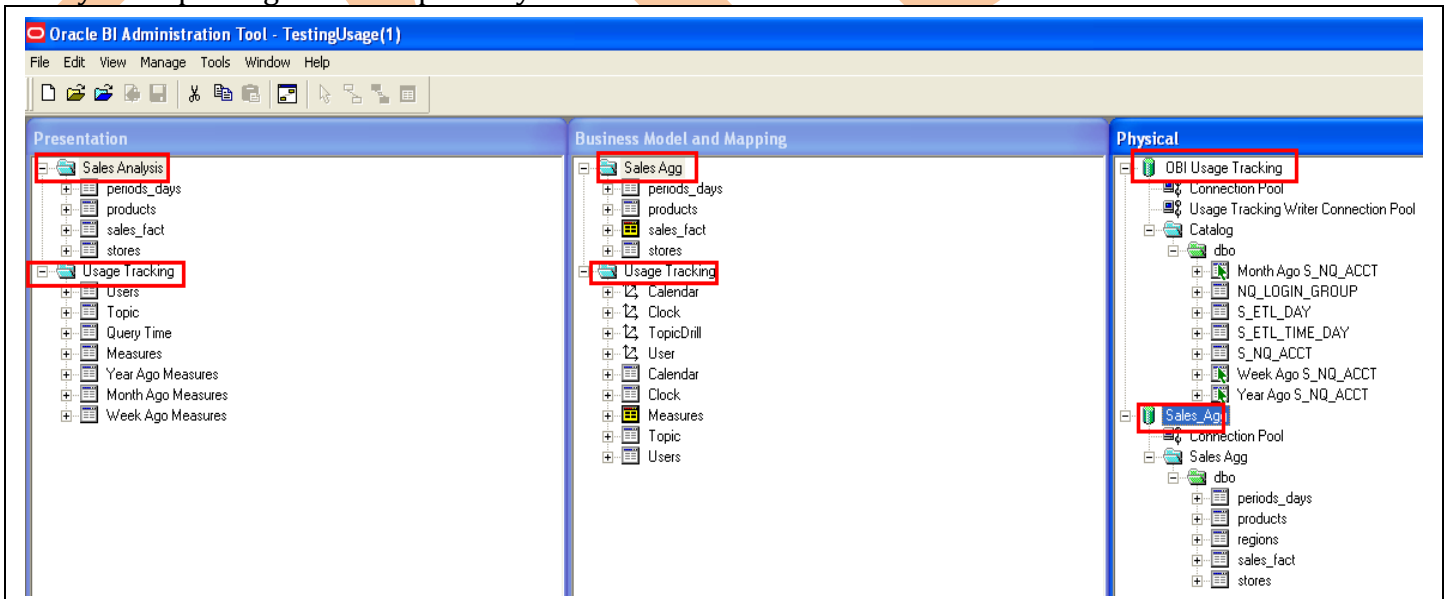 Oracle BI Administration Tool - TestingUsage(1)
File Edit View Manage Tools Window Help
Presentation
Sales Analysis
periods_days
products
sales_fact
stores
Usage Tracking
Users
Topic
Query Time
Measures
Year Ago Measures
Month Ago Measures
Week Ago Measures
Business Model and Mapping
Sales Agg
periods_days
products
sales_fact
stores
Usage Tracking
Calendar
Clock
TopicDrill
User
Calendar
Clock
Measures
Topic
Users
Physical
OBI Usage Tracking
Connection Pool
Usage Tracking Writer Connection Pool
Catalog
dbo
Month Ago S_NQ_ACCT
NQ_LOGIN_GROUP
S_ETL_DAY
S_ETL_TIME_DAY
S_NQ_ACCT
Week Ago S_NQ_ACCT
Year Ago S_NQ_ACCT
Sales_Agg
Connection Pool
Sales Agg
dbo
periods_days
products
regions
sales_fact
stores